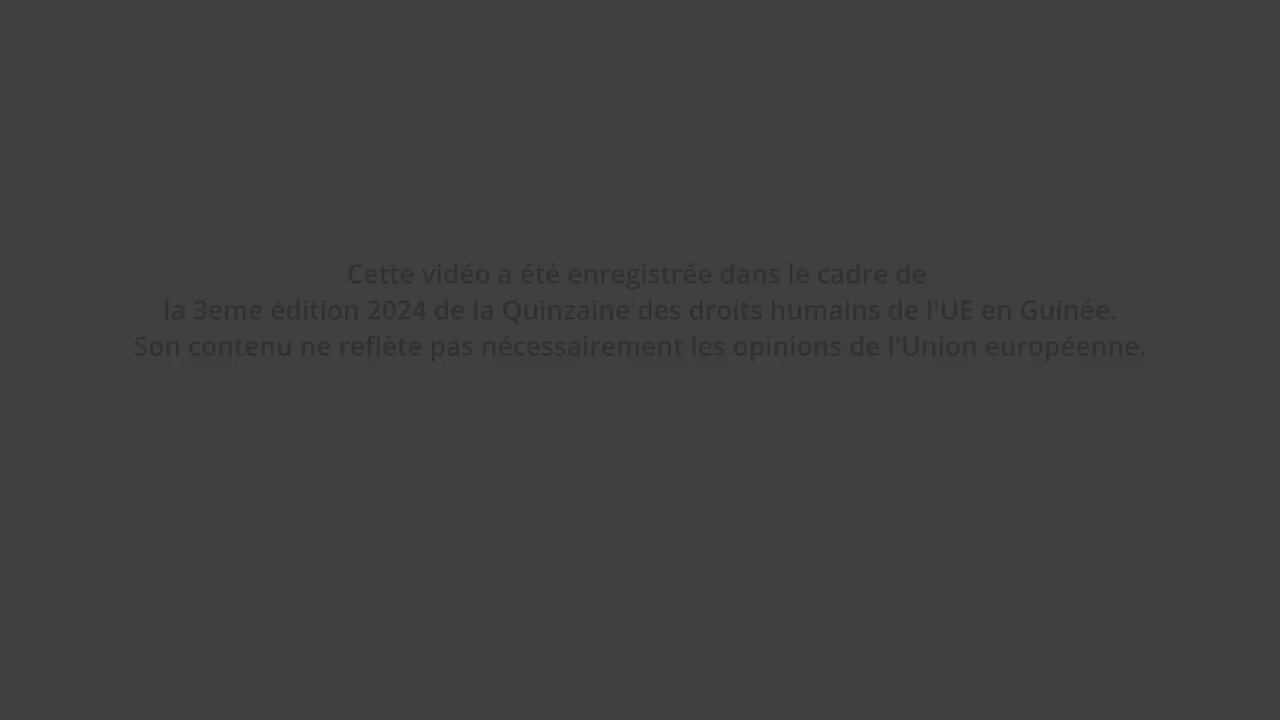 Cette vidéo a été enregistrée dans le cadre de
la 3eme édition 2024 de la Quinzaine des droits humains de l'UE en Guinée.
Son contenu ne reflète pas nécessairement les opinions de l'Union européenne.